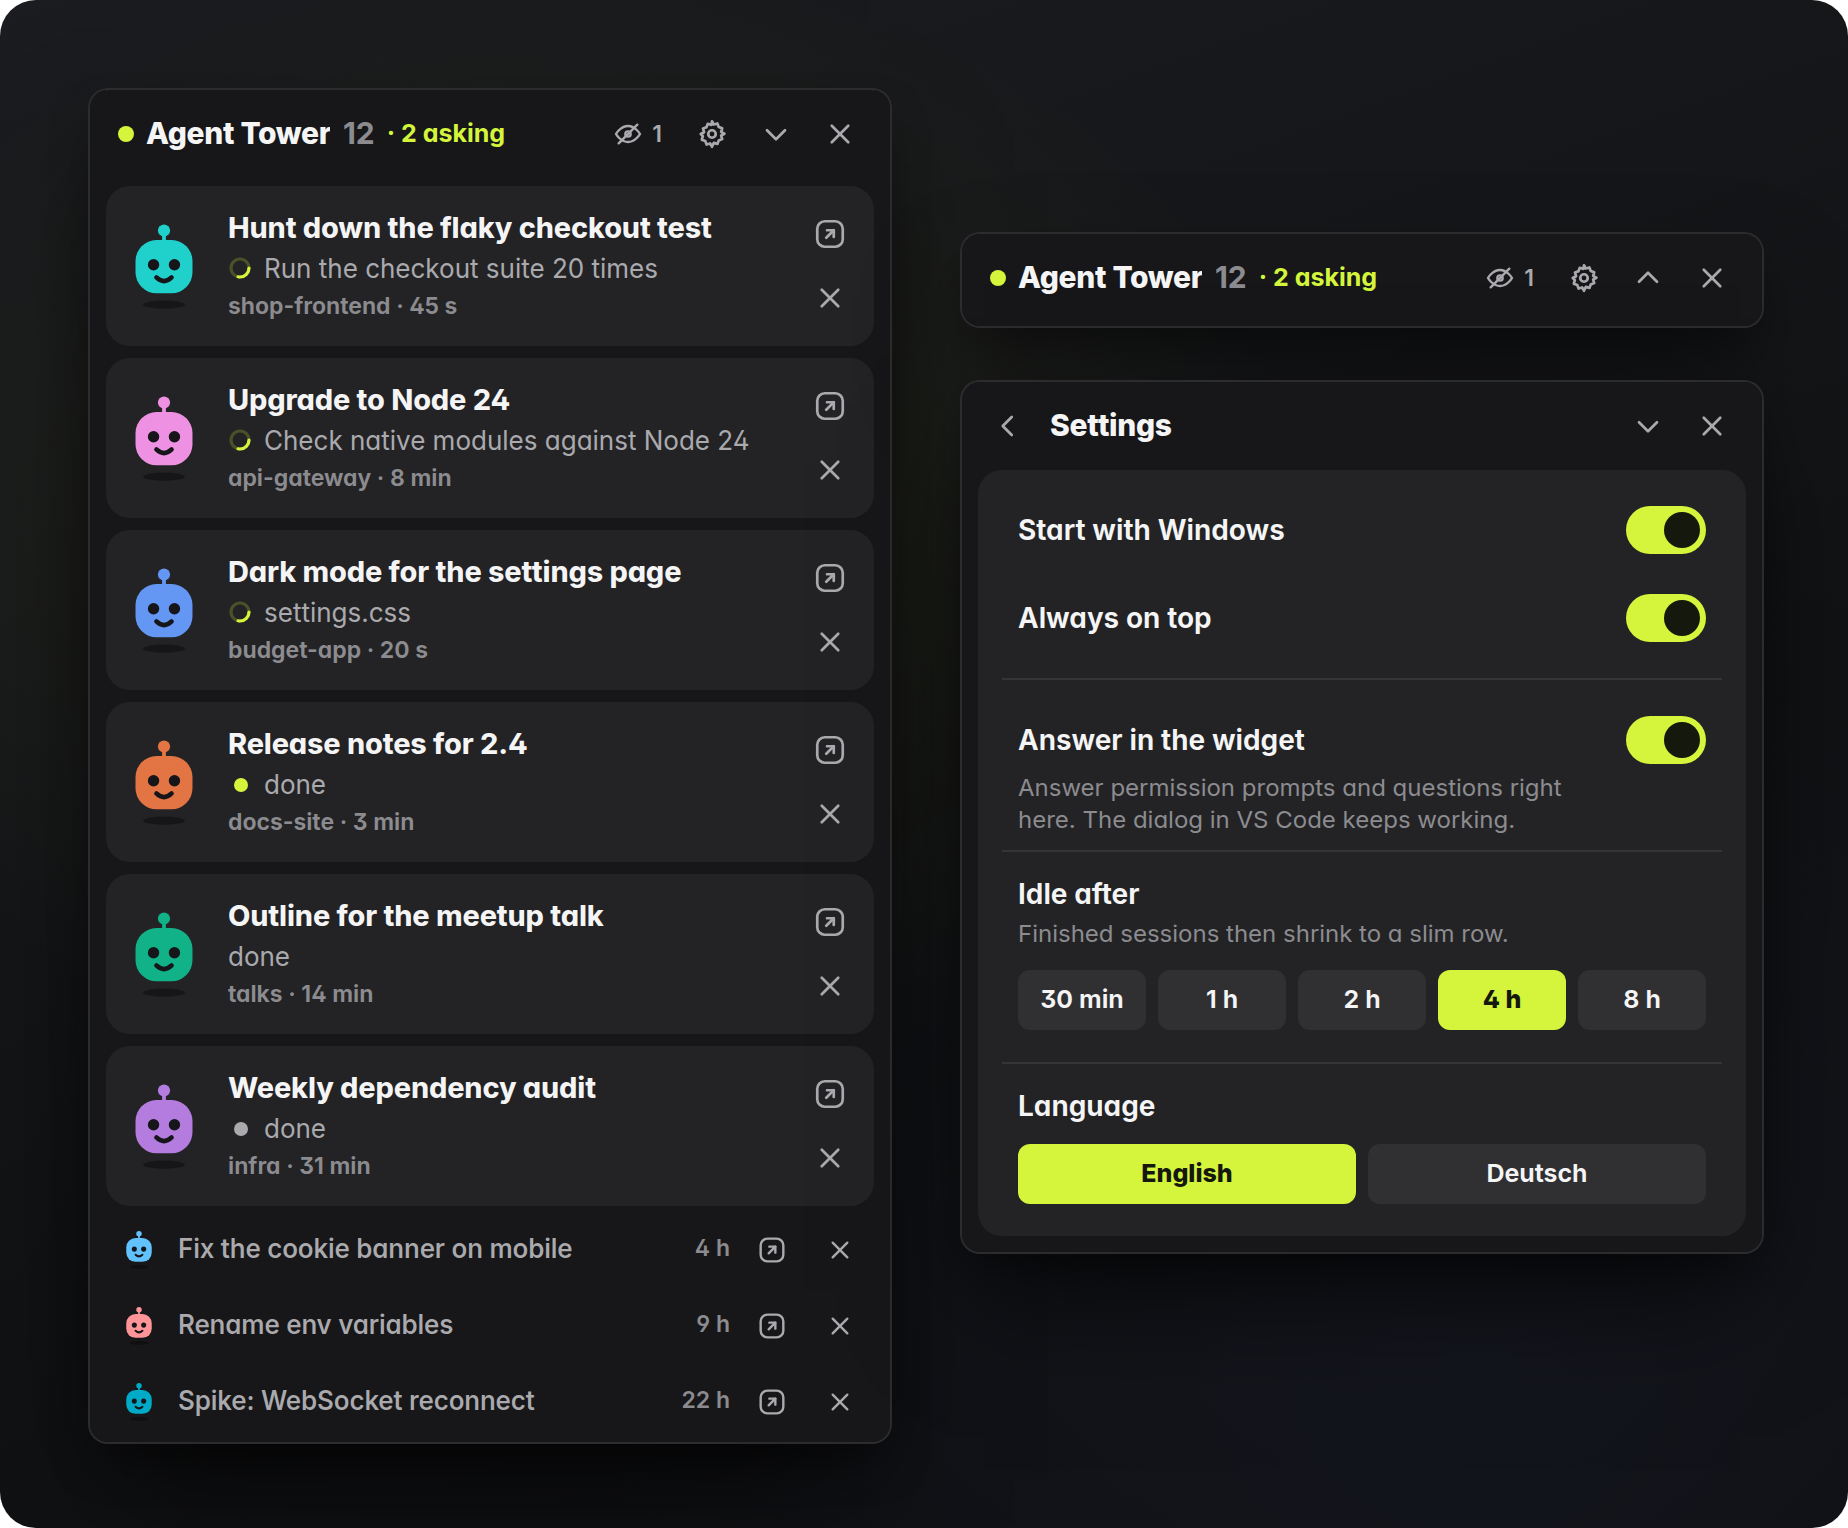 Agent Tower 12 · 2 asking 1
Hunt down the flaky checkout test
Run the checkout suite 20 times
shop-frontend · 45 s
Upgrade to Node 24
Check native modules against Node 24
api-gateway · 8 min
Dark mode for the settings page
settings.css
budget-app · 20 s
Release notes for 2.4
done
docs-site · 3 min
Outline for the meetup talk
done
talks · 14 min
Weekly dependency audit
done
infra · 31 min
Fix the cookie banner on mobile 4 h
Rename env variables 9 h
Spike: WebSocket reconnect 22 h
Agent Tower 12 · 2 asking 1
Settings
Start with Windows
Always on top
Answer in the widget
Answer permission prompts and questions right
here. The dialog in VS Code keeps working.
Idle after
Finished sessions then shrink to a slim row.
30 min 1 h 2 h 4 h 8 h
Language
English Deutsch